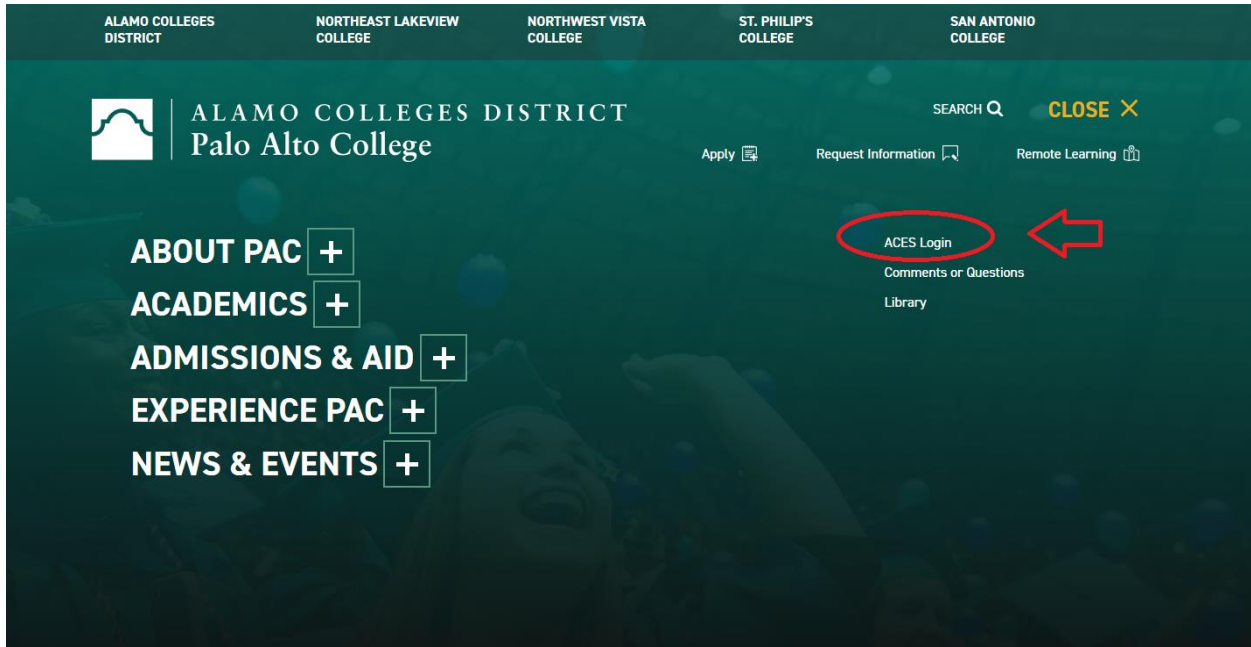 ALAMO COLLEGES
DISTRICT
NORTHEAST LAKEVIEW
COLLEGE
NORTHWEST VISTA
COLLEGE
ST. PHILIP'S
COLLEGE
SAN ANTONIO
COLLEGE
ALAMO COLLEGES DISTRICT
Palo Alto College
SEARCH
CLOSE
Apply
Request Information
Remote Learning
ABOUT PAC +
ACADEMICS +
ADMISSIONS & AID +
EXPERIENCE PAC +
NEWS & EVENTS +
ACES Login
Comments or Questions
Library